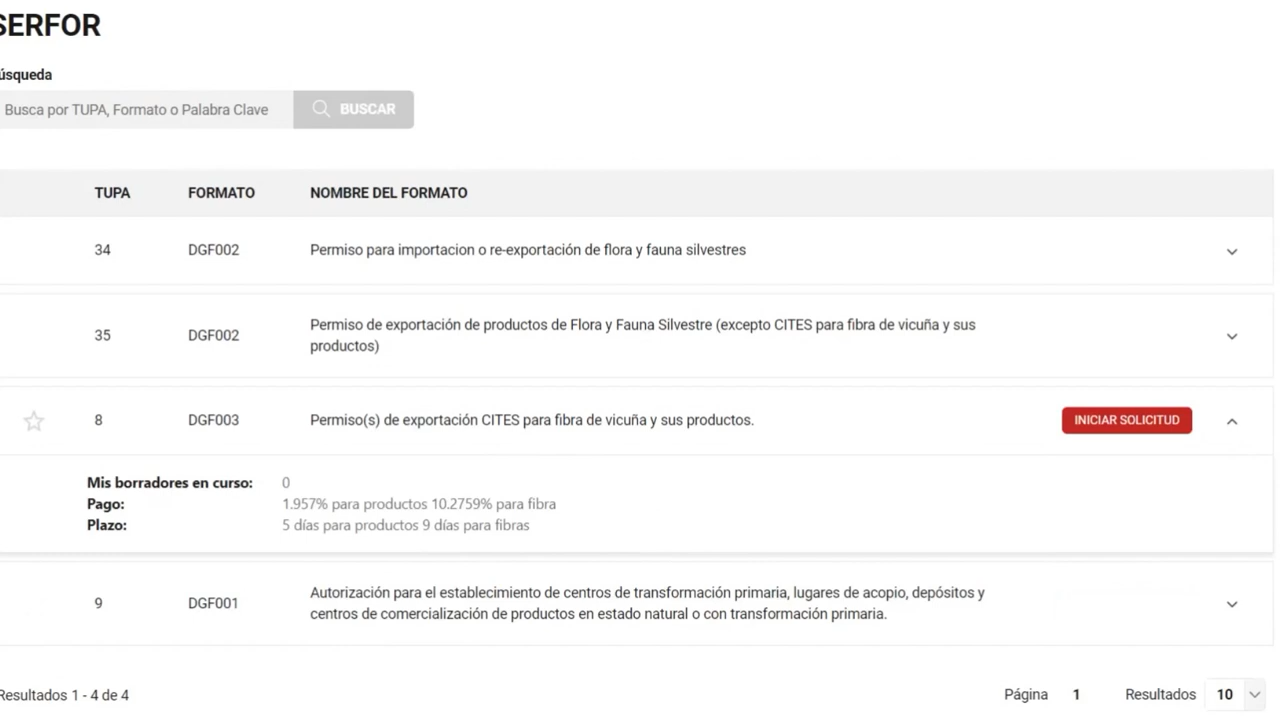 SERFOR
úsqueda
Busca por TUPA, Formato o Palabra Clave
BUSCAR
TUPA FORMATO NOMBRE DEL FORMATO
34 DGF002 Permiso para importacion o re-exportación de flora y fauna silvestres
35 DGF002 Permiso de exportación de productos de Flora y Fauna Silvestre (excepto CITES para fibra de vicuña y sus
productos)
8 DGF003 Permiso(s) de exportación CITES para fibra de vicuña y sus productos. INICIAR SOLICITUD
Mis borradores en curso: 0
Pago: 1.957% para productos 10.2759% para fibra
Plazo: 5 días para productos 9 días para fibras
9 DGF001 Autorización para el establecimiento de centros de transformación primaria, lugares de acopio, depósitos y
centros de comercialización de productos en estado natural o con transformación primaria.
Resultados 1 - 4 de 4 Página 1 Resultados 10